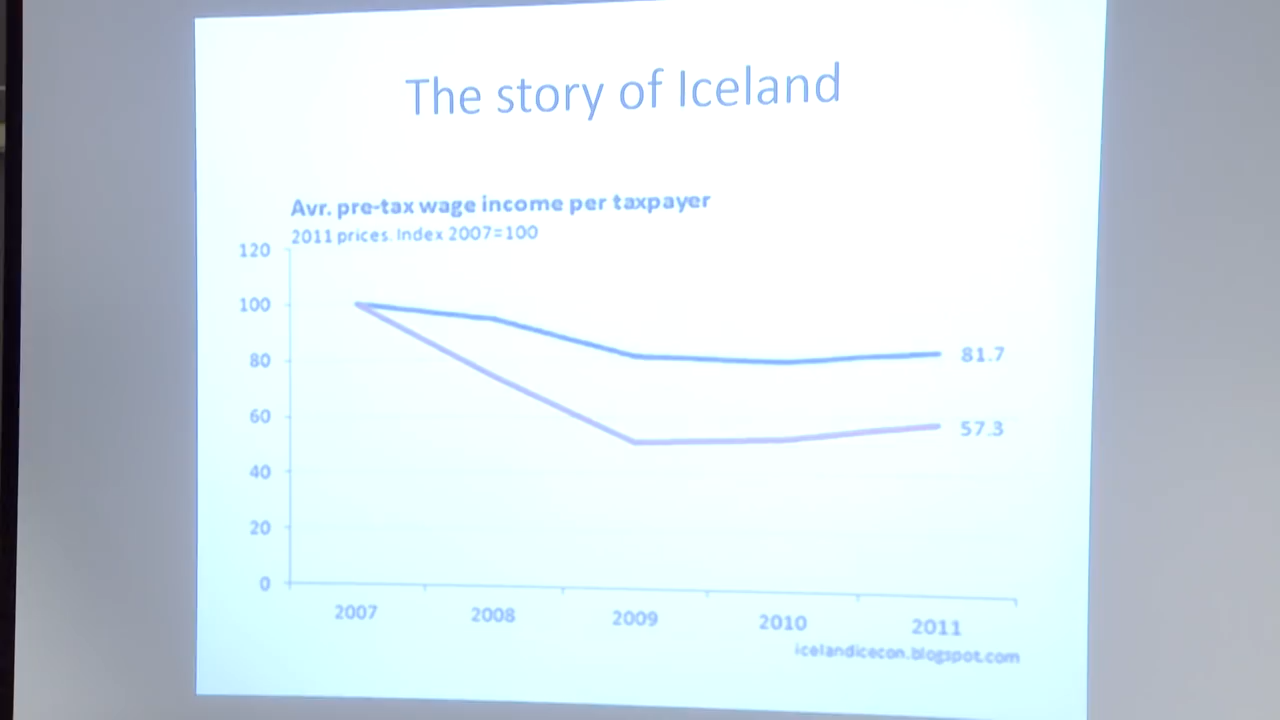 The story of Iceland
Avr. pre-tax wage income per taxpayer
2011 prices. Index 2007=100
120
100
80
60
40
20
0
81.7
57.3
2007 2008 2009 2010 2011
icelandicecon.blogspot.com